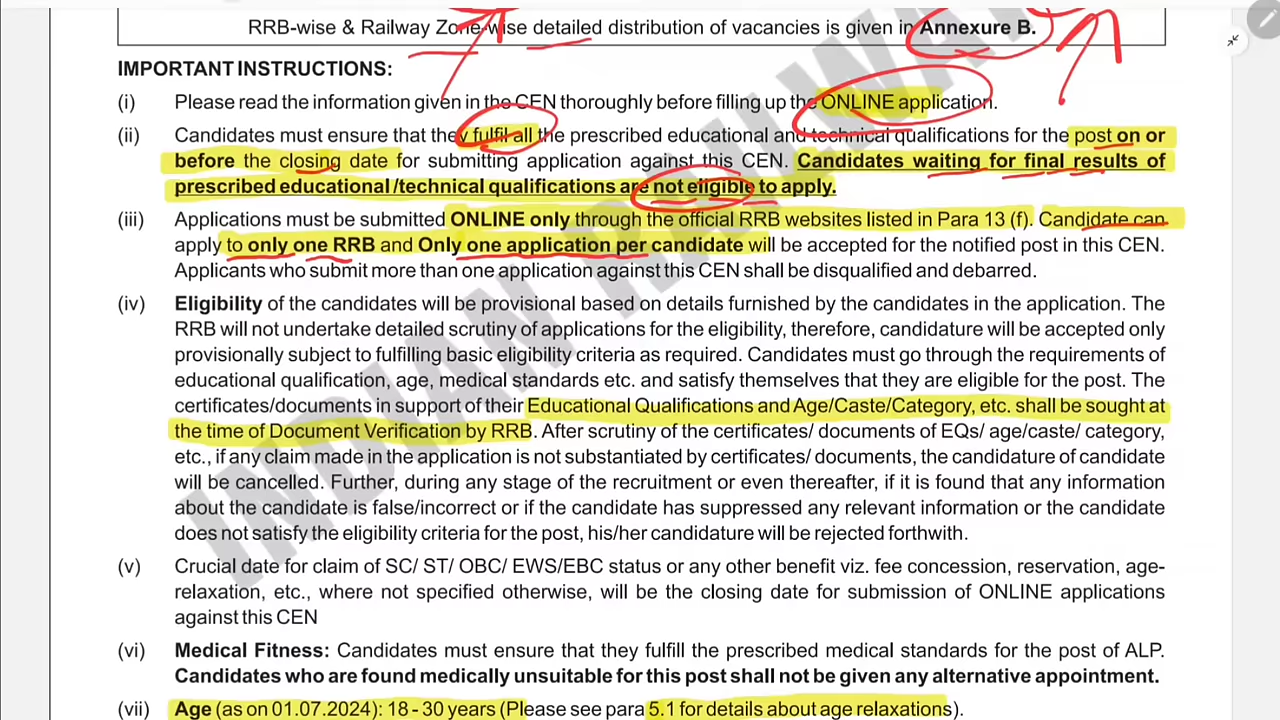 RRB-wise & Railway Zone-wise detailed distribution of vacancies is given in Annexure B.
IMPORTANT INSTRUCTIONS:
(i) Please read the information given in the CEN thoroughly before filling up the ONLINE application.
(ii) Candidates must ensure that they fulfil all the prescribed educational and technical qualifications for the post on or
before the closing date for submitting application against this CEN. Candidates waiting for final results of
prescribed educational/technical qualifications are not eligible to apply.
(iii) Applications must be submitted ONLINE only through the official RRB websites listed in Para 13 (f). Candidate can
apply to only one RRB and Only one application per candidate will be accepted for the notified post in this CEN.
Applicants who submit more than one application against this CEN shall be disqualified and debarred.
(iv) Eligibility of the candidates will be provisional based on details furnished by the candidates in the application. The
RRB will not undertake detailed scrutiny of applications for the eligibility, therefore, candidature will be accepted only
provisionally subject to fulfilling basic eligibility criteria as required. Candidates must go through the requirements of
educational qualification, age, medical standards etc. and satisfy themselves that they are eligible for the post. The
certificates/documents in support of their Educational Qualifications and Age/Caste/Category, etc. shall be sought at
the time of Document Verification by RRB. After scrutiny of the certificates/ documents of EQs/ age/caste/ category,
etc., if any claim made in the application is not substantiated by certificates/ documents, the candidature of candidate
will be cancelled. Further, during any stage of the recruitment or even thereafter, if it is found that any information
about the candidate is false/incorrect or if the candidate has suppressed any relevant information or the candidate
does not satisfy the eligibility criteria for the post, his/her candidature will be rejected forthwith.
(v) Crucial date for claim of SC/ ST/ OBC/ EWS/EBC status or any other benefit viz. fee concession, reservation, age-
relaxation, etc., where not specified otherwise, will be the closing date for submission of ONLINE applications
against this CEN
(vi) Medical Fitness: Candidates must ensure that they fulfill the prescribed medical standards for the post of ALP.
Candidates who are found medically unsuitable for this post shall not be given any alternative appointment.
(vii) Age (as on 01.07.2024): 18 - 30 years (Please see para 5.1 for details about age relaxations).
INDIAN RAILWAY